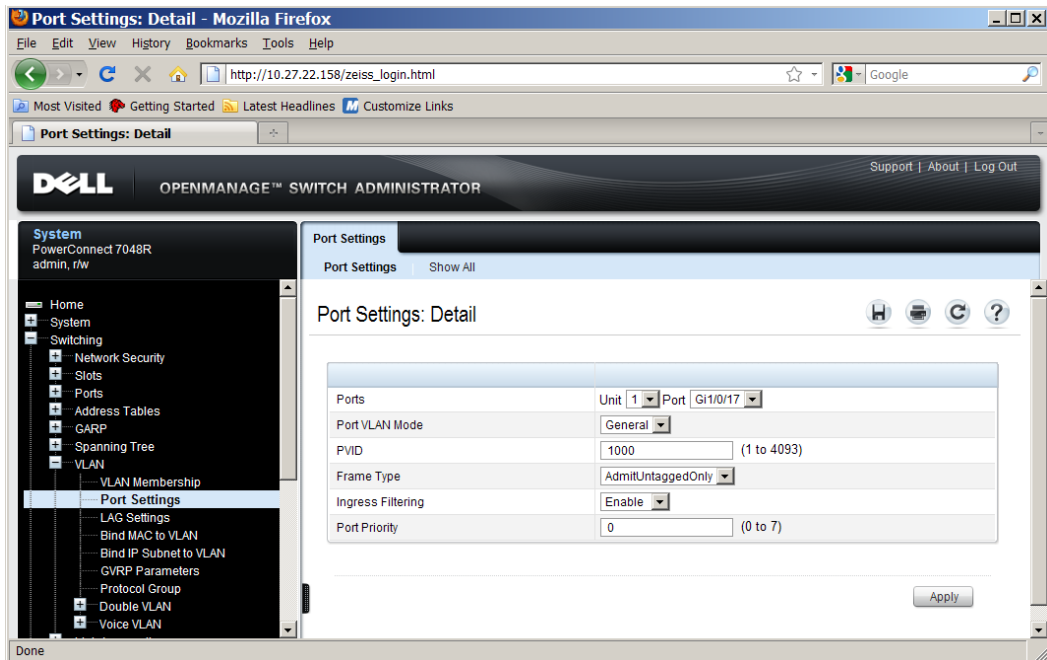 Port Settings: Detail - Mozilla Firefox
File Edit View History Bookmarks Tools Help
http://10.27.22.158/zeiss_login.html
Google
Most Visited Getting Started Latest Headlines Customize Links
Port Settings: Detail
Support | About | Log Out
DELL OPENMANAGE™ SWITCH ADMINISTRATOR
System
PowerConnect 7048R
admin, r/w
Home
System
Switching
Network Security
Slots
Ports
Address Tables
GARP
Spanning Tree
VLAN
VLAN Membership
Port Settings
LAG Settings
Bind MAC to VLAN
Bind IP Subnet to VLAN
GVRP Parameters
Protocol Group
Double VLAN
Voice VLAN
Port Settings
Port Settings Show All
Port Settings: Detail
Ports Unit 1 Port Gi1/0/17
Port VLAN Mode General
PVID 1000 (1 to 4093)
Frame Type AdmitUntaggedOnly
Ingress Filtering Enable
Port Priority 0 (0 to 7)
Apply
Done